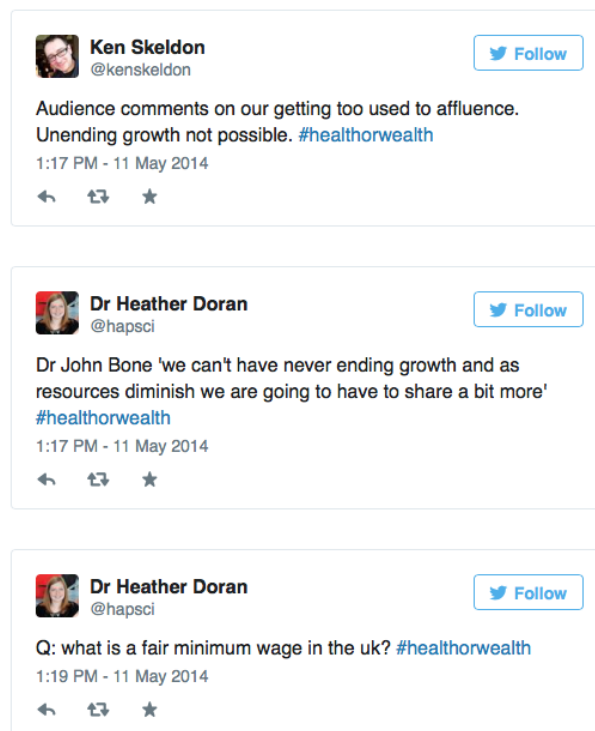 Ken Skeldon
Follow
@kenskeldon
Audience comments on our getting too used to affluence.
Unending growth not possible. #healthorwealth
1:17 PM - 11 May 2014
Dr Heather Doran
Follow
@hapsci
Dr John Bone 'we can't have never ending growth and as
resources diminish we are going to have to share a bit more'
#healthorwealth
1:17 PM - 11 May 2014
Dr Heather Doran
Follow
@hapsci
Q: what is a fair minimum wage in the uk? #healthorwealth
1:19 PM - 11 May 2014